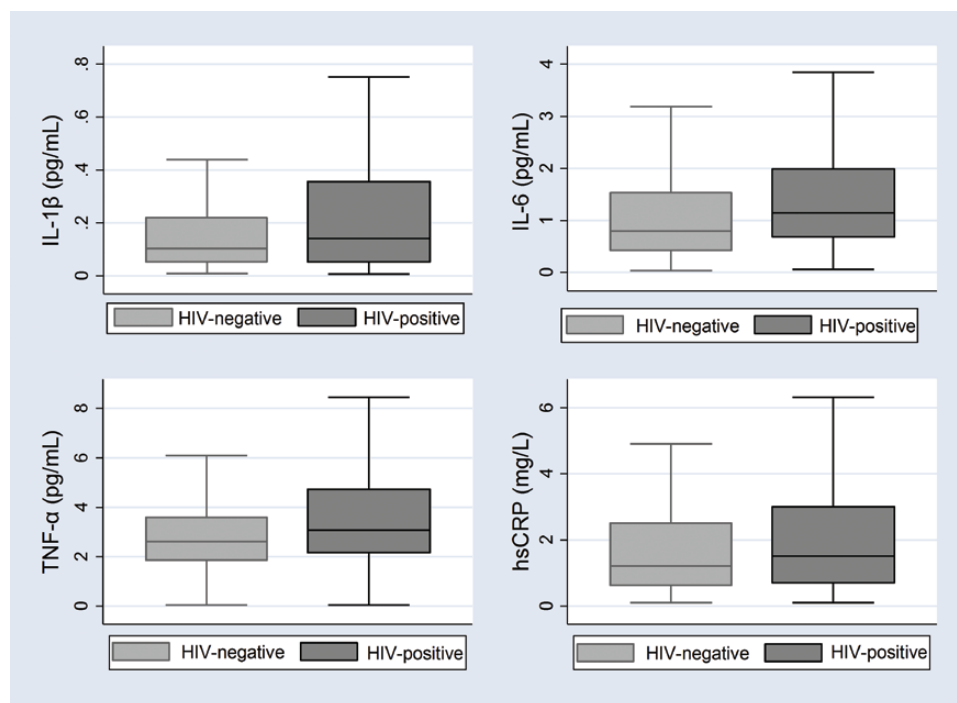 IL-1β (pg/mL)
.8
.6
.4
.2
0
HIV-negative HIV-positive
IL-6 (pg/mL)
4
3
2
1
0
HIV-negative HIV-positive
TNF-α (pg/mL)
8
6
4
2
0
HIV-negative HIV-positive
hsCRP (mg/L)
6
4
2
0
HIV-negative HIV-positive